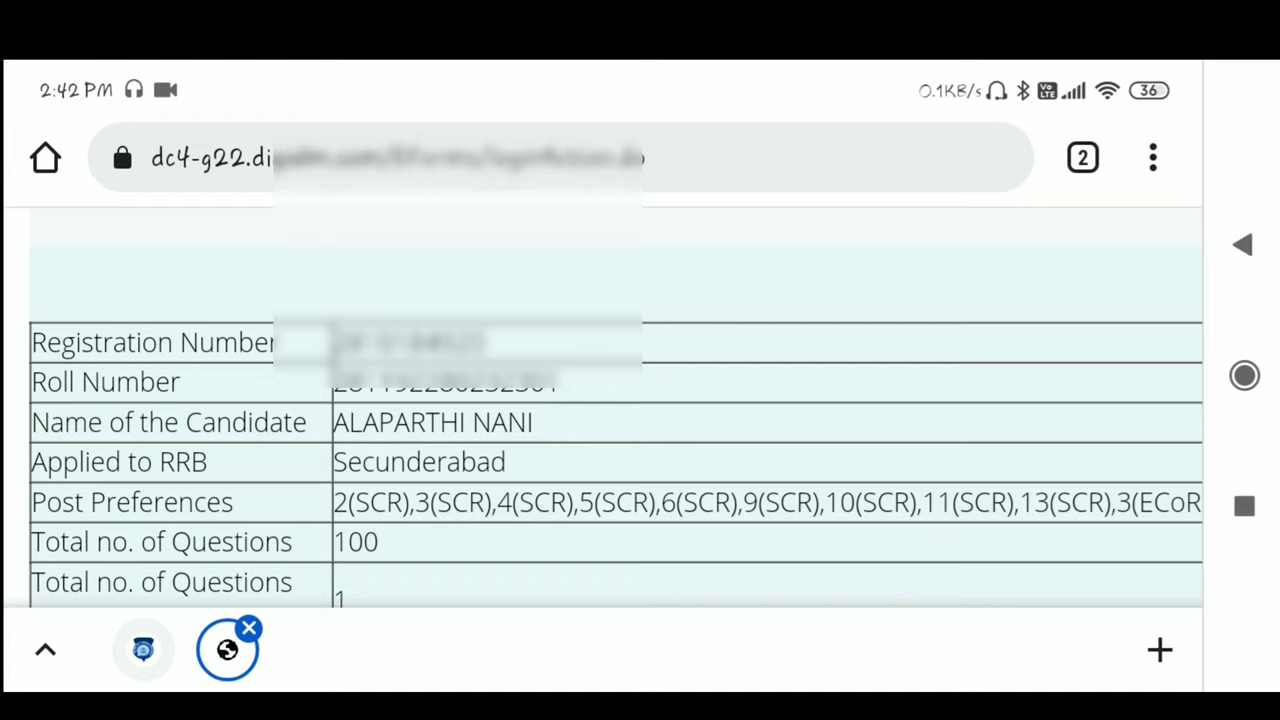 2:42 PM
0.1KB/s Vo LTE 36
dc4-g22.di
2
Registration Number
Roll Number
Name of the Candidate ALAPARTHI NANI
Applied to RRB Secunderabad
Post Preferences 2(SCR),3(SCR),4(SCR),5(SCR),6(SCR),9(SCR),10(SCR),11(SCR),13(SCR),3(ECoR
Total no. of Questions 100
Total no. of Questions 1